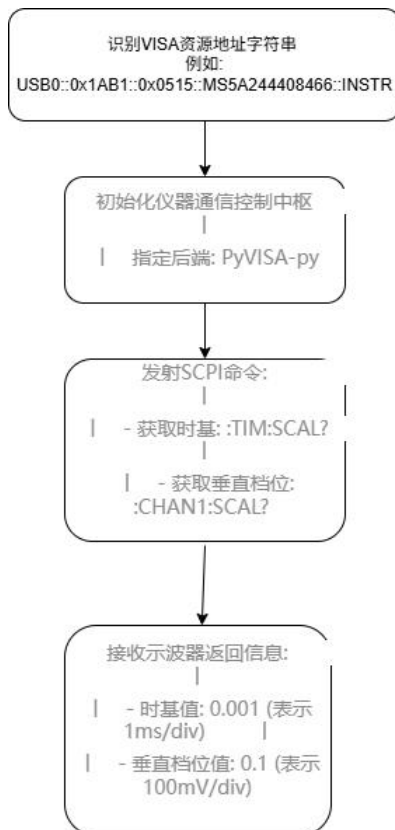 识别VISA资源地址字符串
例如:
USB0::0x1AB1::0x0515::MS5A244408466::INSTR
初始化仪器通信控制中枢
|
| 指定后端: PyVISA-py
发射SCPI命令:
|
| - 获取时基: :TIM:SCAL?
|
| - 获取垂直档位:
:CHAN1:SCAL?
接收示波器返回信息:
|
| - 时基值: 0.001 (表示
1ms/div) |
| - 垂直档位值: 0.1 (表示
100mV/div)